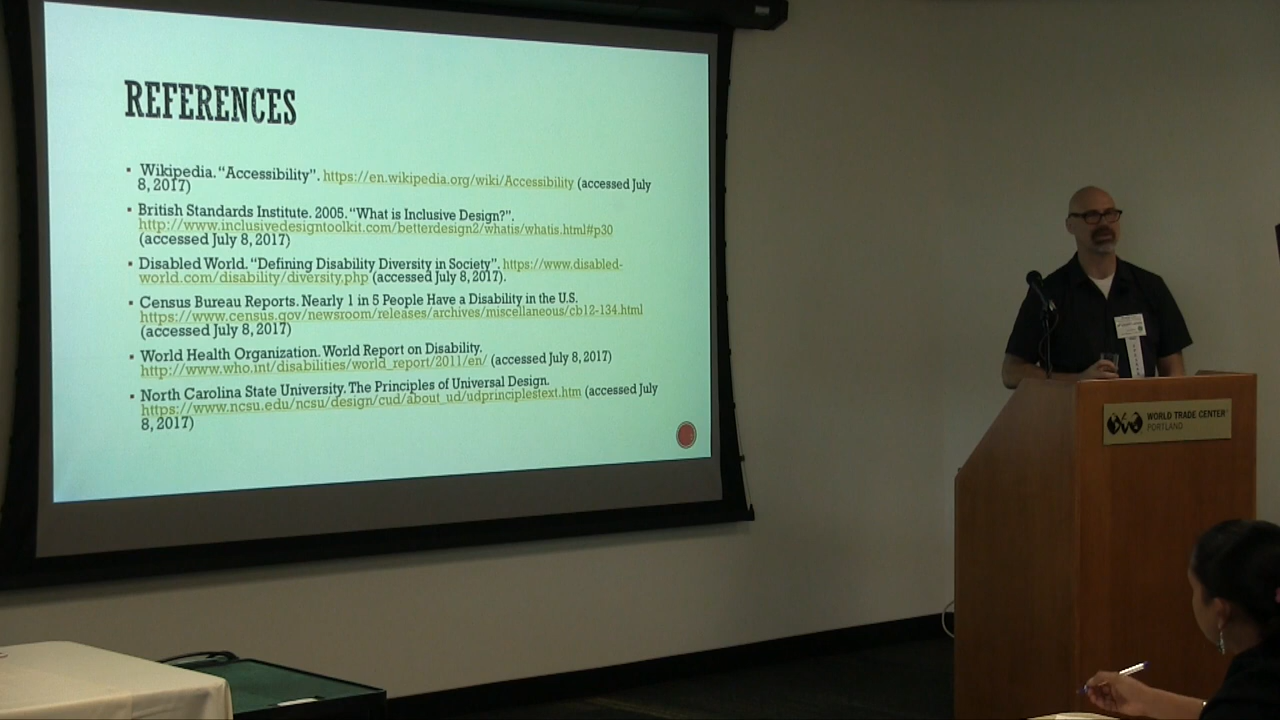 REFERENCES
▪ Wikipedia. “Accessibility”. https://en.wikipedia.org/wiki/Accessibility (accessed July
8, 2017)
▪ British Standards Institute. 2005. “What is Inclusive Design?”.
http://www.inclusivedesigntoolkit.com/betterdesign2/whatis/whatis.html#p30
(accessed July 8, 2017)
▪ Disabled World. “Defining Disability Diversity in Society”. https://www.disabled-
world.com/disability/diversity.php (accessed July 8, 2017).
▪ Census Bureau Reports. Nearly 1 in 5 People Have a Disability in the U.S.
https://www.census.gov/newsroom/releases/archives/miscellaneous/cb12-134.html
(accessed July 8, 2017)
▪ World Health Organization. World Report on Disability.
http://www.who.int/disabilities/world_report/2011/en/ (accessed July 8, 2017)
▪ North Carolina State University. The Principles of Universal Design.
https://www.ncsu.edu/ncsu/design/cud/about_ud/udprinciplestext.htm (accessed July
8, 2017)
WORLD TRADE CENTER®
PORTLAND